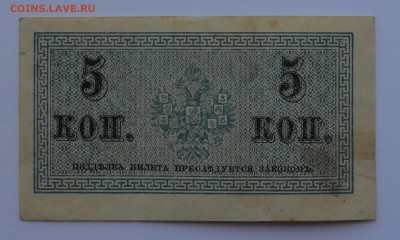 COINS.LAVE.RU
5 5
КОП. КОП.
ПОДДѢЛКА БИЛЕТА ПРЕСЛѢДУЕТСЯ ЗАКОНОМЪ.